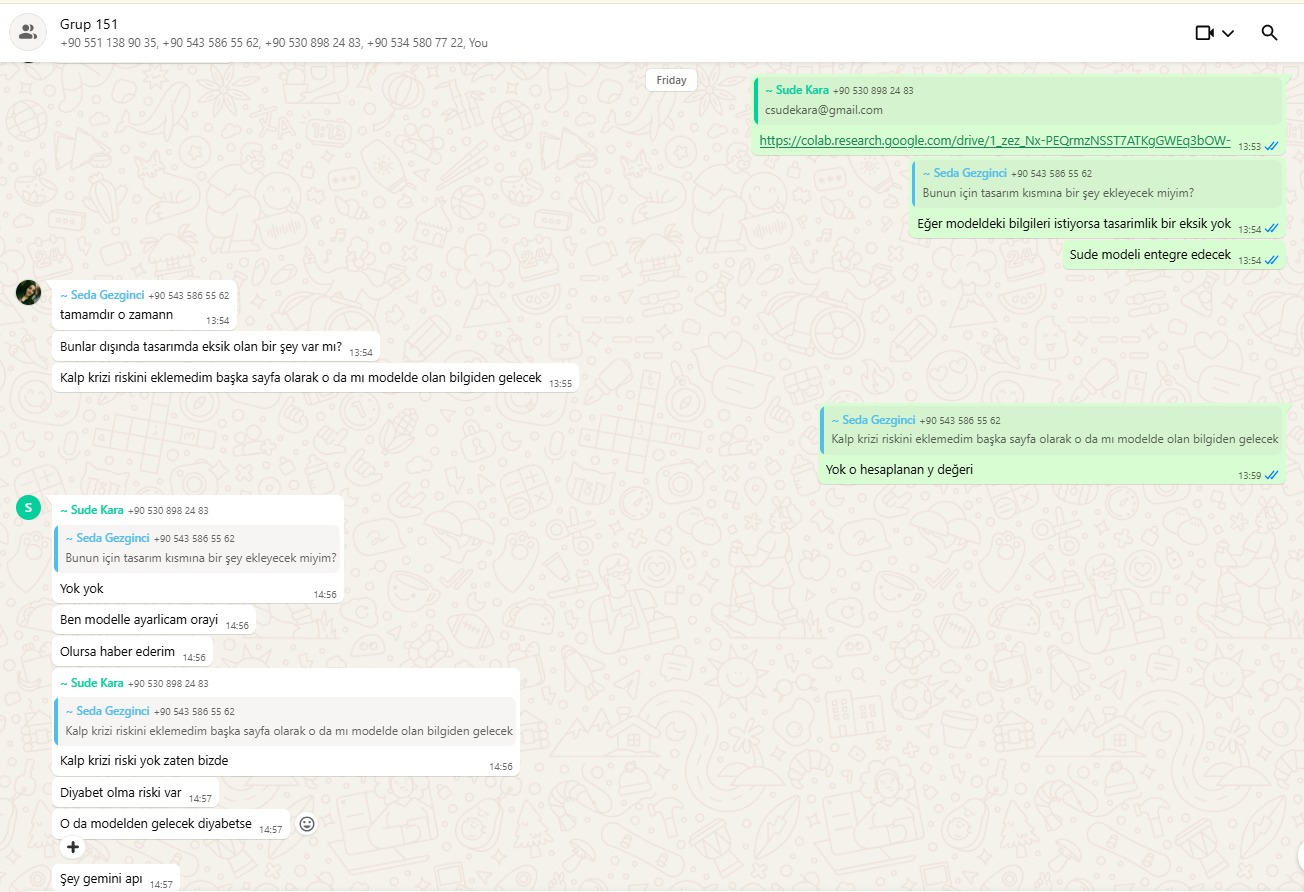 Grup 151
+90 551 138 90 35, +90 543 586 55 62, +90 530 898 24 83, +90 534 580 77 22, You
Friday
~ Sude Kara +90 530 898 24 83
csudekara@gmail.com
https://colab.research.google.com/drive/1_zez_Nx-PEQrmzNSST7ATKgGWEq3bOW- 13:53
~ Seda Gezginci +90 543 586 55 62
Bunun için tasarım kısmına bir şey ekleyecek miyim?
Eğer modeldeki bilgileri istiyorsa tasarimlik bir eksik yok 13:54
Sude modeli entegre edecek 13:54
~ Seda Gezginci +90 543 586 55 62
tamamdır o zamann 13:54
Bunlar dışında tasarımda eksik olan bir şey var mı? 13:54
Kalp krizi riskini eklemedim başka sayfa olarak o da mı modelde olan bilgiden gelecek 13:55
~ Seda Gezginci +90 543 586 55 62
Kalp krizi riskini eklemedim başka sayfa olarak o da mı modelde olan bilgiden gelecek
Yok o hesaplanan y değeri 13:59
S
~ Sude Kara +90 530 898 24 83
~ Seda Gezginci +90 543 586 55 62
Bunun için tasarım kısmına bir şey ekleyecek miyim?
Yok yok 14:56
Ben modelle ayarlicam orayi 14:56
Olursa haber ederim 14:56
~ Sude Kara +90 530 898 24 83
~ Seda Gezginci +90 543 586 55 62
Kalp krizi riskini eklemedim başka sayfa olarak o da mı modelde olan bilgiden gelecek
Kalp krizi riski yok zaten bizde 14:56
Diyabet olma riski var 14:57
O da modelden gelecek diyabetse 14:57
Şey gemini apı 14:57